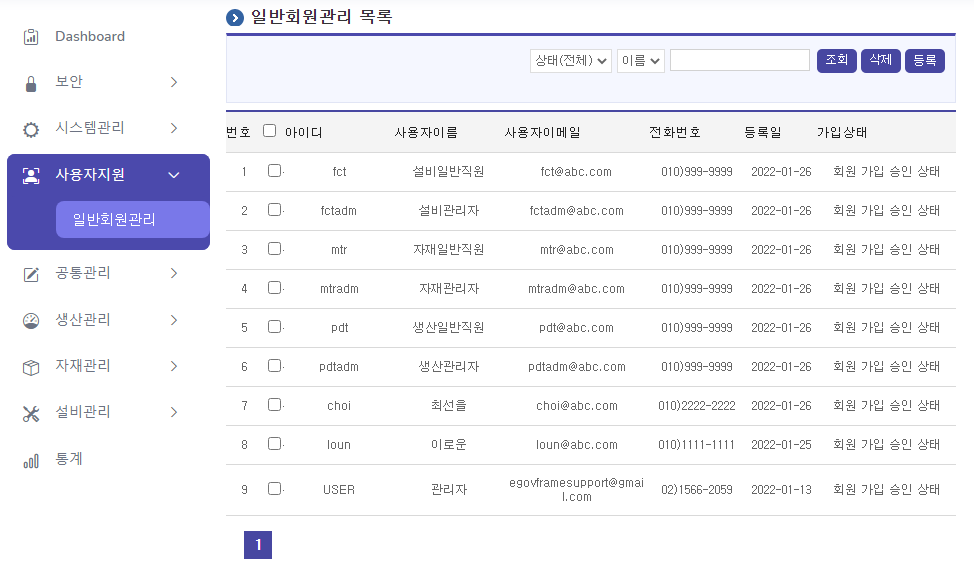 Dashboard
보안
시스템관리
사용자지원
일반회원관리
공통관리
생산관리
자재관리
설비관리
통계
일반회원관리 목록
상태(전체) 이름 조회 삭제 등록
번호 아이디 사용자이름 사용자이메일 전화번호 등록일 가입상태
1 fct 설비일반직원 fct@abc.com 010)999-9999 2022-01-26 회원 가입 승인 상태
2 fctadm 설비관리자 fctadm@abc.com 010)999-9999 2022-01-26 회원 가입 승인 상태
3 mtr 자재일반직원 mtr@abc.com 010)999-9999 2022-01-26 회원 가입 승인 상태
4 mtradm 자재관리자 mtradm@abc.com 010)999-9999 2022-01-26 회원 가입 승인 상태
5 pdt 생산일반직원 pdt@abc.com 010)999-9999 2022-01-26 회원 가입 승인 상태
6 pdtadm 생산관리자 pdtadm@abc.com 010)999-9999 2022-01-26 회원 가입 승인 상태
7 choi 최선을 choi@abc.com 010)2222-2222 2022-01-26 회원 가입 승인 상태
8 loun 이로운 loun@abc.com 010)1111-1111 2022-01-25 회원 가입 승인 상태
9 USER 관리자 egovframesupport@gmai
l.com 02)1566-2059 2022-01-13 회원 가입 승인 상태
1